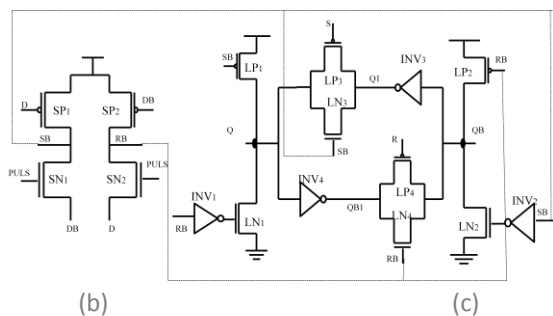 S
SB
LP1
LP3
Q1
INV3
LP2
RB
D
SP1
SP2
DB
LN3
SB
RB
Q
SB
R
QB
PULS
SN1
SN2
PULS
INV4
QB1
LP4
INV1
LN4
INV2
RB
LN1
LN2
SB
DB
D
RB
(b)
(c)